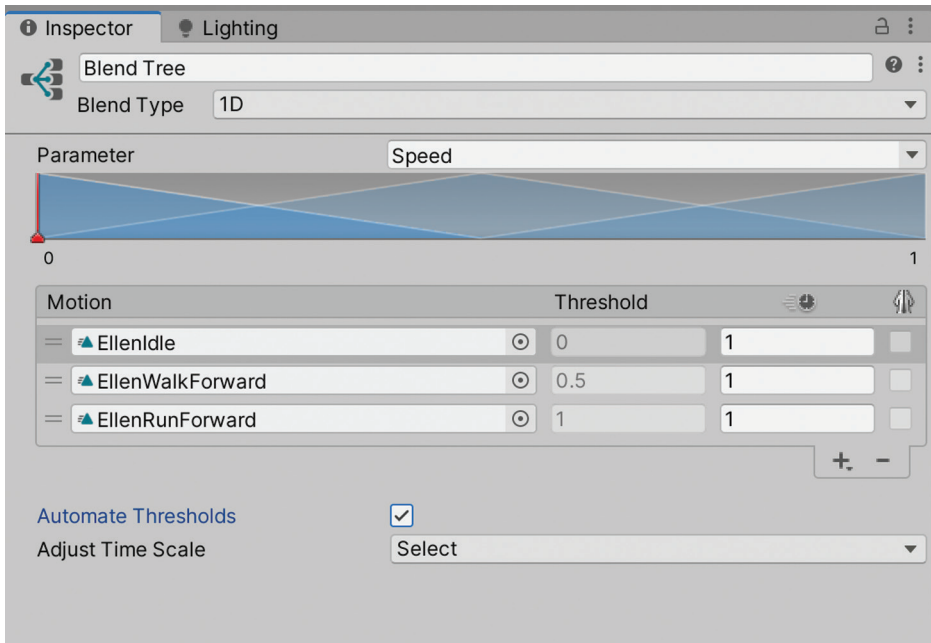 Inspector Lighting
Blend Tree
Blend Type 1D
Parameter Speed
0 1
Motion Threshold
EllenIdle 0 1
EllenWalkForward 0.5 1
EllenRunForward 1 1
Automate Thresholds
Adjust Time Scale Select